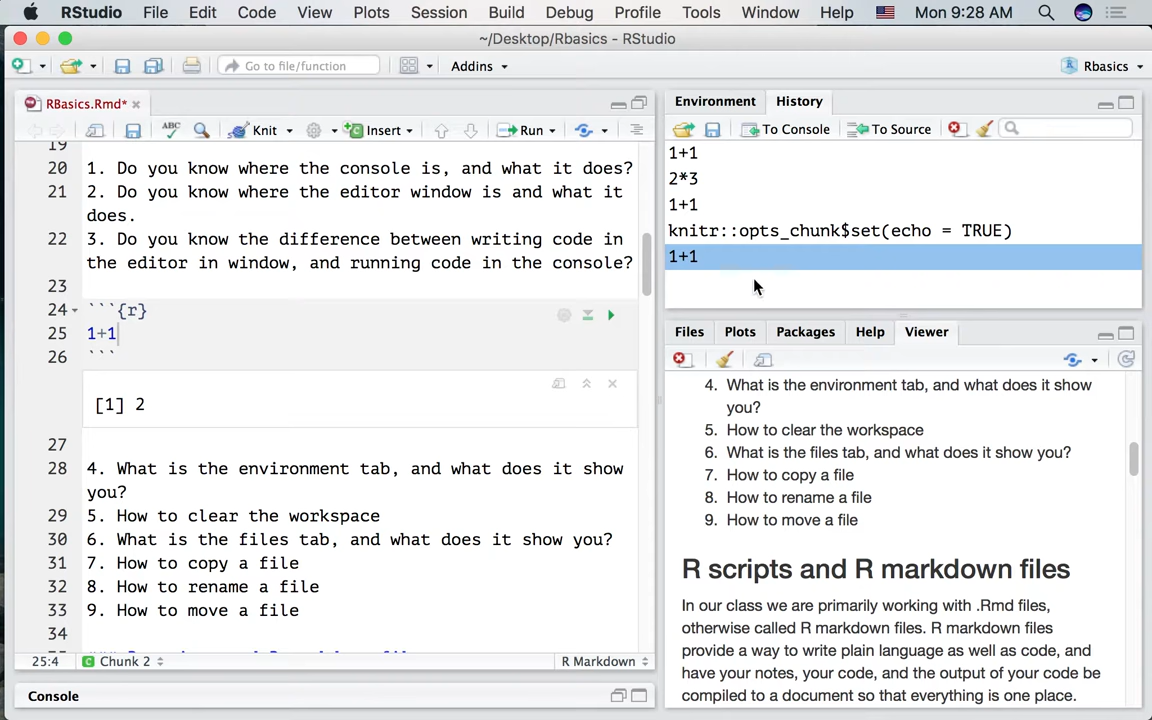 RStudio File Edit Code View Plots Session Build Debug Profile Tools Window Help Mon 9:28 AM
~/Desktop/Rbasics - RStudio
Go to file/function Addins Rbasics
RBasics.Rmd*
ABC Knit Insert Run
19
20 1. Do you know where the console is, and what it does?
21 2. Do you know where the editor window is and what it
does.
22 3. Do you know the difference between writing code in
the editor in window, and running code in the console?
23
24 ```{r}
25 1+1
26 ```
[1] 2
27
28 4. What is the environment tab, and what does it show
you?
29 5. How to clear the workspace
30 6. What is the files tab, and what does it show you?
31 7. How to copy a file
32 8. How to rename a file
33 9. How to move a file
34
25:4 Chunk 2 R Markdown
Console
Environment History
To Console To Source
1+1
2*3
1+1
knitr::opts_chunk$set(echo = TRUE)
1+1
Files Plots Packages Help Viewer
4. What is the environment tab, and what does it show
you?
5. How to clear the workspace
6. What is the files tab, and what does it show you?
7. How to copy a file
8. How to rename a file
9. How to move a file
R scripts and R markdown files
In our class we are primarily working with .Rmd files,
otherwise called R markdown files. R markdown files
provide a way to write plain language as well as code, and
have your notes, your code, and the output of your code be
compiled to a document so that everything is one place.